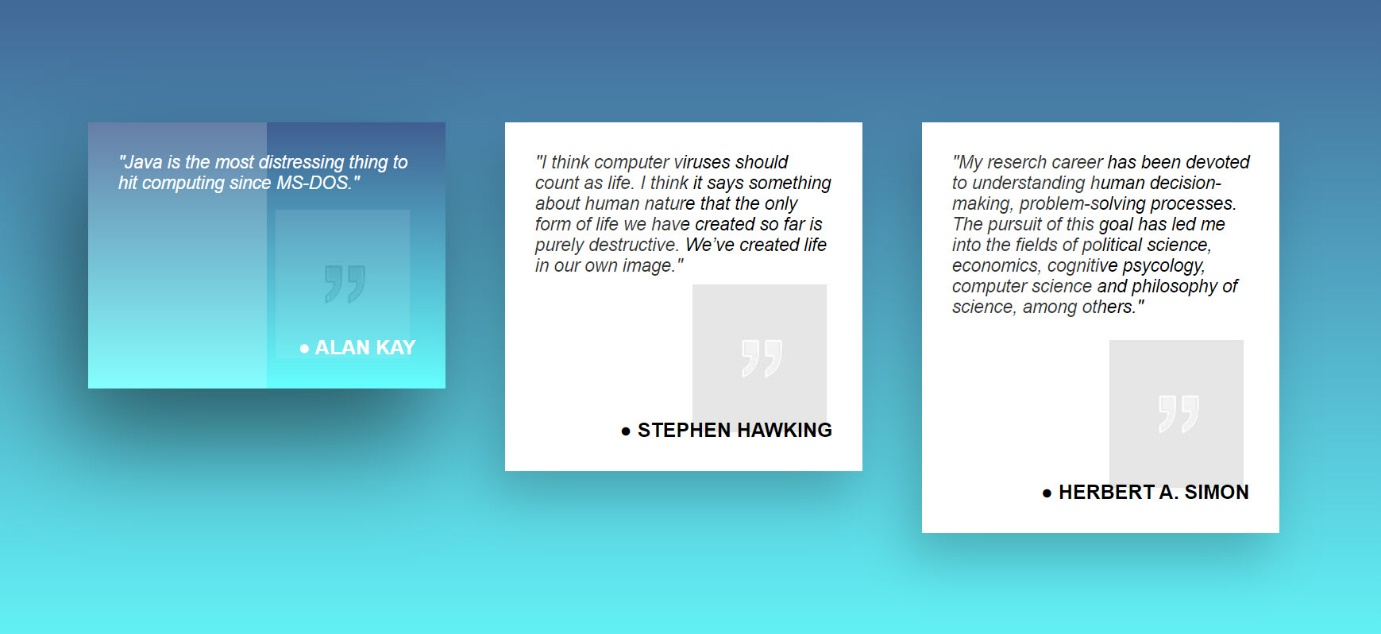 "Java is the most distressing thing to
hit computing since MS-DOS."
”
● ALAN KAY
"I think computer viruses should
count as life. I think it says something
about human nature that the only
form of life we have created so far is
purely destructive. We’ve created life
in our own image."
”
● STEPHEN HAWKING
"My reserch career has been devoted
to understanding human decision-
making, problem-solving processes.
The pursuit of this goal has led me
into the fields of political science,
economics, cognitive psycology,
computer science and philosophy of
science, among others."
”
● HERBERT A. SIMON